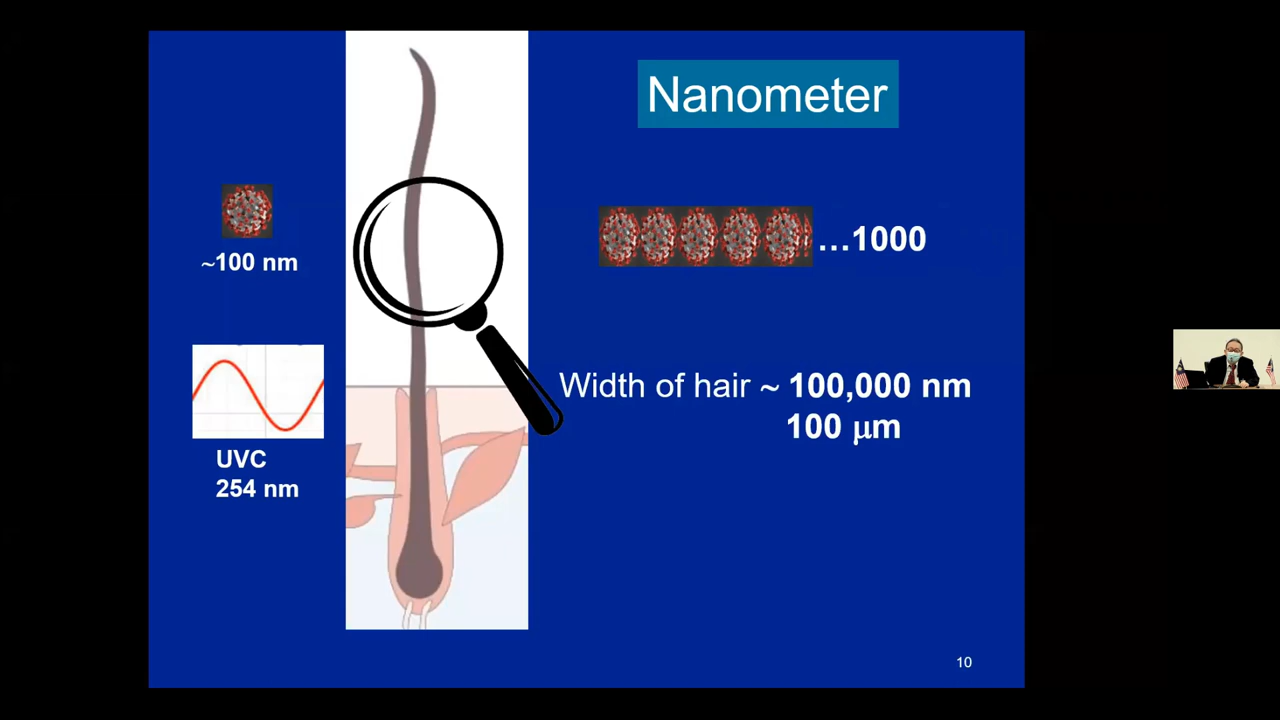 Nanometer
~100 nm
...1000
Width of hair ~ 100,000 nm
100 μm
UVC
254 nm
10